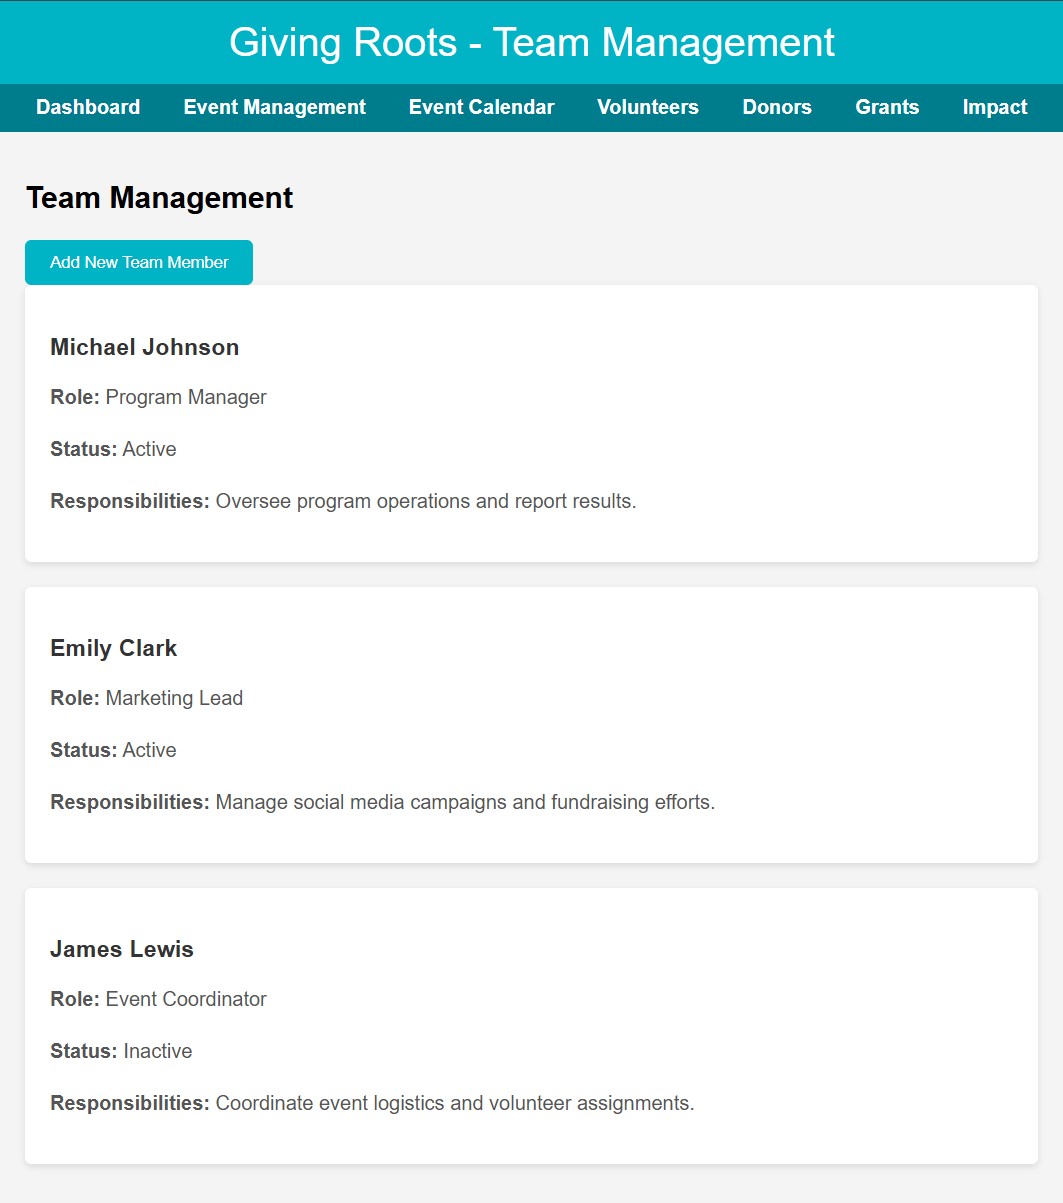 Giving Roots - Team Management
Dashboard Event Management Event Calendar Volunteers Donors Grants Impact
Team Management
Add New Team Member
Michael Johnson
Role: Program Manager
Status: Active
Responsibilities: Oversee program operations and report results.
Emily Clark
Role: Marketing Lead
Status: Active
Responsibilities: Manage social media campaigns and fundraising efforts.
James Lewis
Role: Event Coordinator
Status: Inactive
Responsibilities: Coordinate event logistics and volunteer assignments.